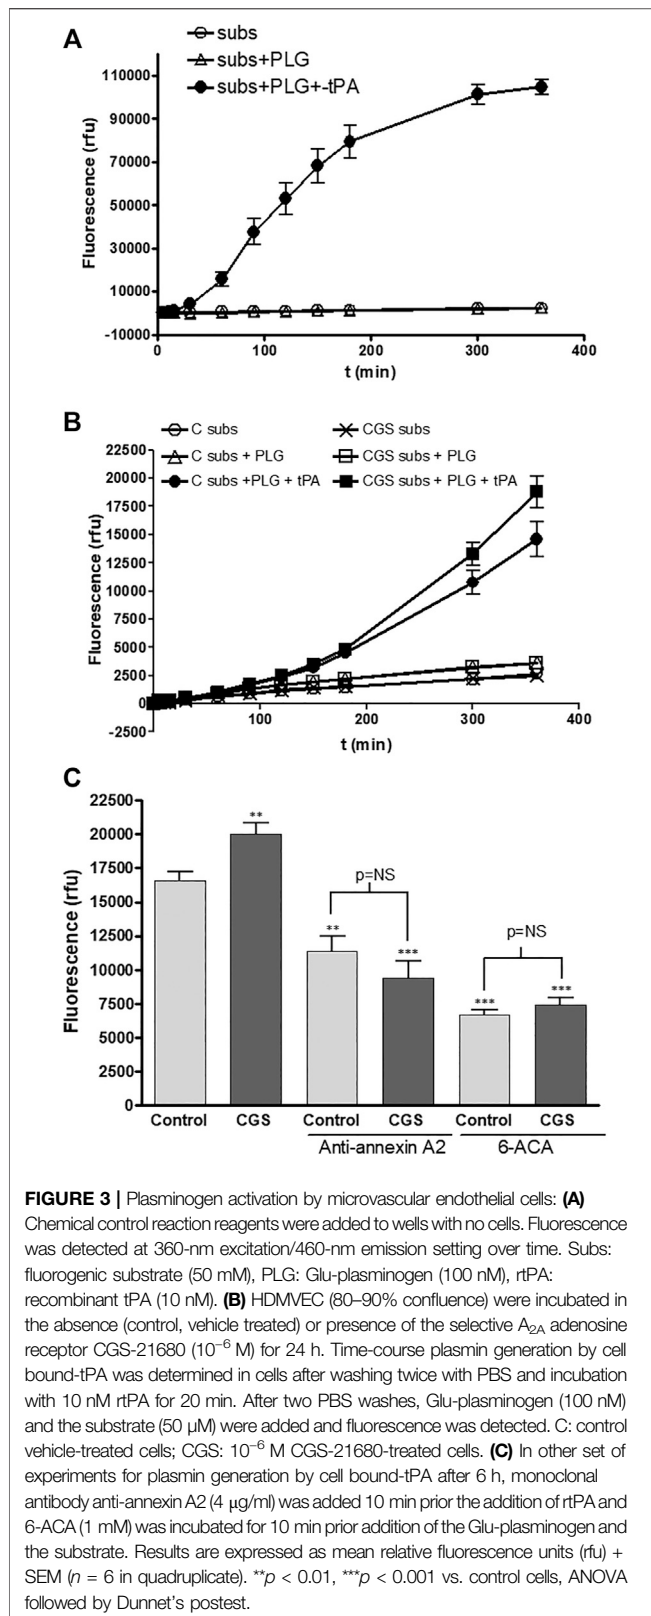 A
subs
subs+PLG
subs+PLG+-tPA
Fluorescence (rfu)
110000
90000
70000
50000
30000
10000
-10000
0 100 200 300 400
t (min)
B
C subs
CGS subs
C subs + PLG
CGS subs + PLG
C subs +PLG + tPA
CGS subs + PLG + tPA
Fluorescence (rfu)
22500
20000
17500
15000
12500
10000
7500
5000
2500
0
-2500
100 200 300 400
t (min)
C
Fluorescence (rfu)
22500
20000
17500
15000
12500
10000
7500
5000
2500
0
**
p=NS
**
***
p=NS
***
***
Control CGS Control CGS Control CGS
Anti-annexin A2 6-ACA
FIGURE 3 | Plasminogen activation by microvascular endothelial cells: (A)
Chemical control reaction reagents were added to wells with no cells. Fluorescence
was detected at 360-nm excitation/460-nm emission setting over time. Subs:
fluorogenic substrate (50 mM), PLG: Glu-plasminogen (100 nM), rtPA:
recombinant tPA (10 nM). (B) HDMVEC (80–90% confluence) were incubated in
the absence (control, vehicle treated) or presence of the selective A2A adenosine
receptor CGS-21680 (10−6 M) for 24 h. Time-course plasmin generation by cell
bound-tPA was determined in cells after washing twice with PBS and incubation
with 10 nM rtPA for 20 min. After two PBS washes, Glu-plasminogen (100 nM)
and the substrate (50 µM) were added and fluorescence was detected. C: control
vehicle-treated cells; CGS: 10−6 M CGS-21680-treated cells. (C) In other set of
experiments for plasmin generation by cell bound-tPA after 6 h, monoclonal
antibody anti-annexin A2 (4 µg/ml) was added 10 min prior the addition of rtPA and
6-ACA (1 mM) was incubated for 10 min prior addition of the Glu-plasminogen and
the substrate. Results are expressed as mean relative fluorescence units (rfu) +
SEM (n = 6 in quadruplicate). **p < 0.01, ***p < 0.001 vs. control cells, ANOVA
followed by Dunnet's postest.